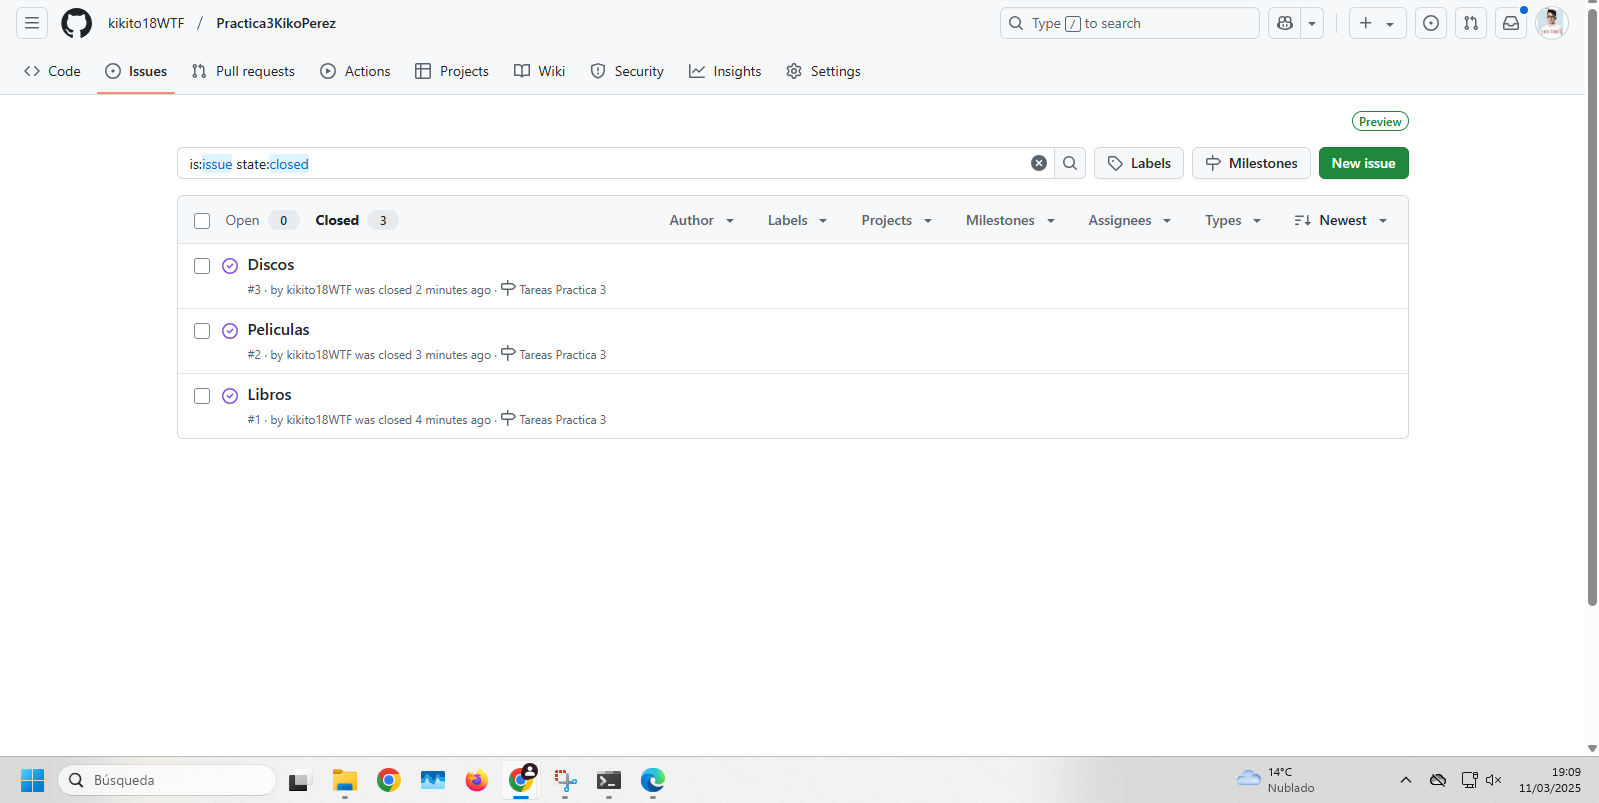 kikito18WTF / Practica3KikoPerez
Type / to search
Code Issues Pull requests Actions Projects Wiki Security Insights Settings
Preview
is:issue state:closed
Labels Milestones New issue
Open 0 Closed 3 Author Labels Projects Milestones Assignees Types Newest
Discos
#3 · by kikito18WTF was closed 2 minutes ago · Tareas Practica 3
Peliculas
#2 · by kikito18WTF was closed 3 minutes ago · Tareas Practica 3
Libros
#1 · by kikito18WTF was closed 4 minutes ago · Tareas Practica 3
Búsqueda
14°C
Nublado
19:09
11/03/2025